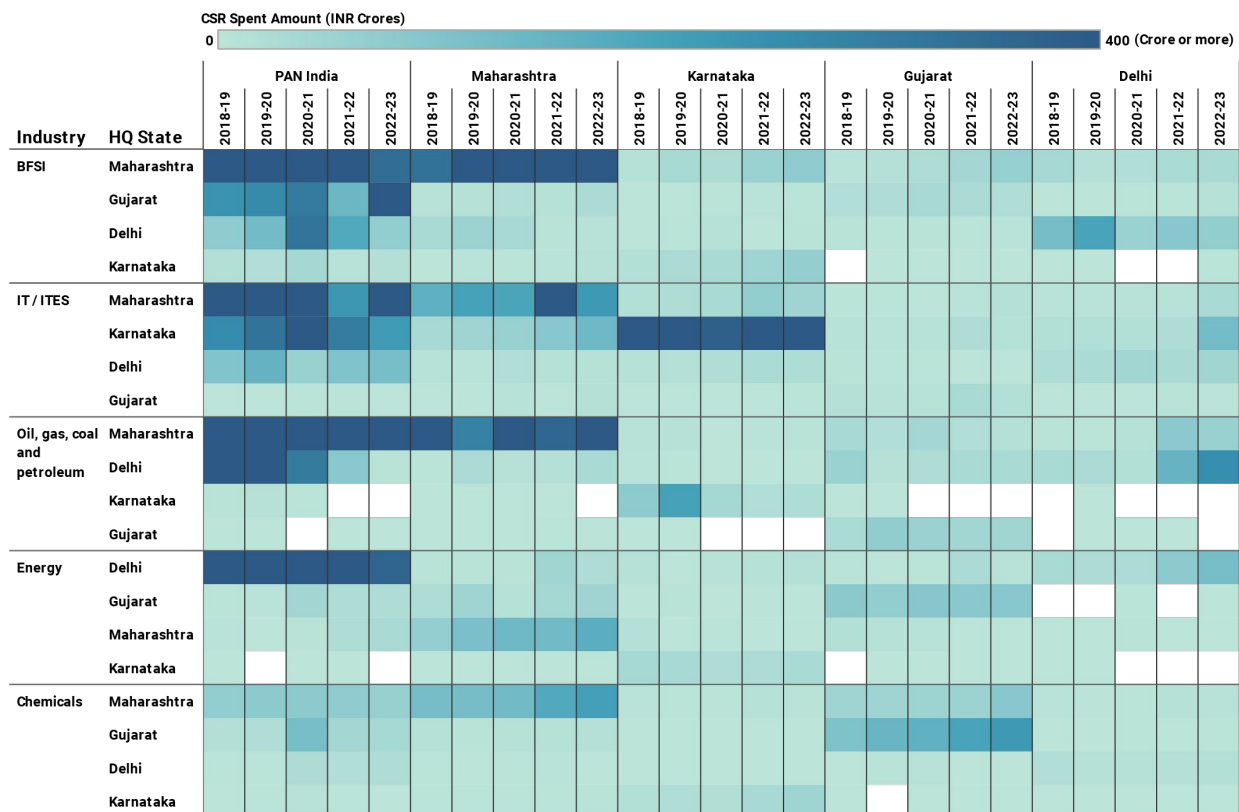 CSR Spent Amount (INR Crores)
0
400 (Crore or more)
PAN India Maharashtra Karnataka Gujarat Delhi
Industry HQ State 2018-19 2019-20 2020-21 2021-22 2022-23 2018-19 2019-20 2020-21 2021-22 2022-23 2018-19 2019-20 2020-21 2021-22 2022-23 2018-19 2019-20 2020-21 2021-22 2022-23 2018-19 2019-20 2020-21 2021-22 2022-23
BFSI Maharashtra
Gujarat
Delhi
Karnataka
IT / ITES Maharashtra
Karnataka
Delhi
Gujarat
Oil, gas, coal Maharashtra
and
petroleum Delhi
Karnataka
Gujarat
Energy Delhi
Gujarat
Maharashtra
Karnataka
Chemicals Maharashtra
Gujarat
Delhi
Karnataka